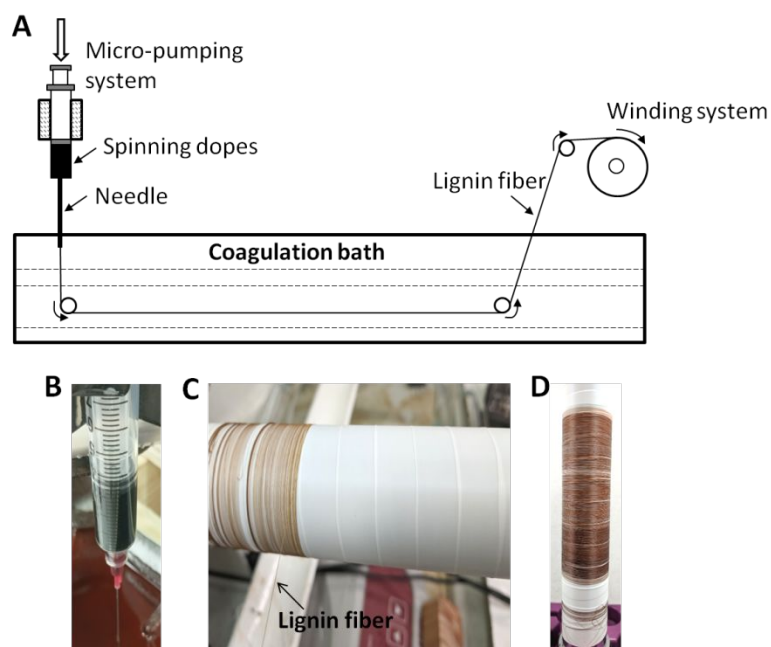 A
Micro-pumping
system
Winding system
Spinning dopes
Lignin fiber
Needle
Coagulation bath
B
C
D
Lignin fiber